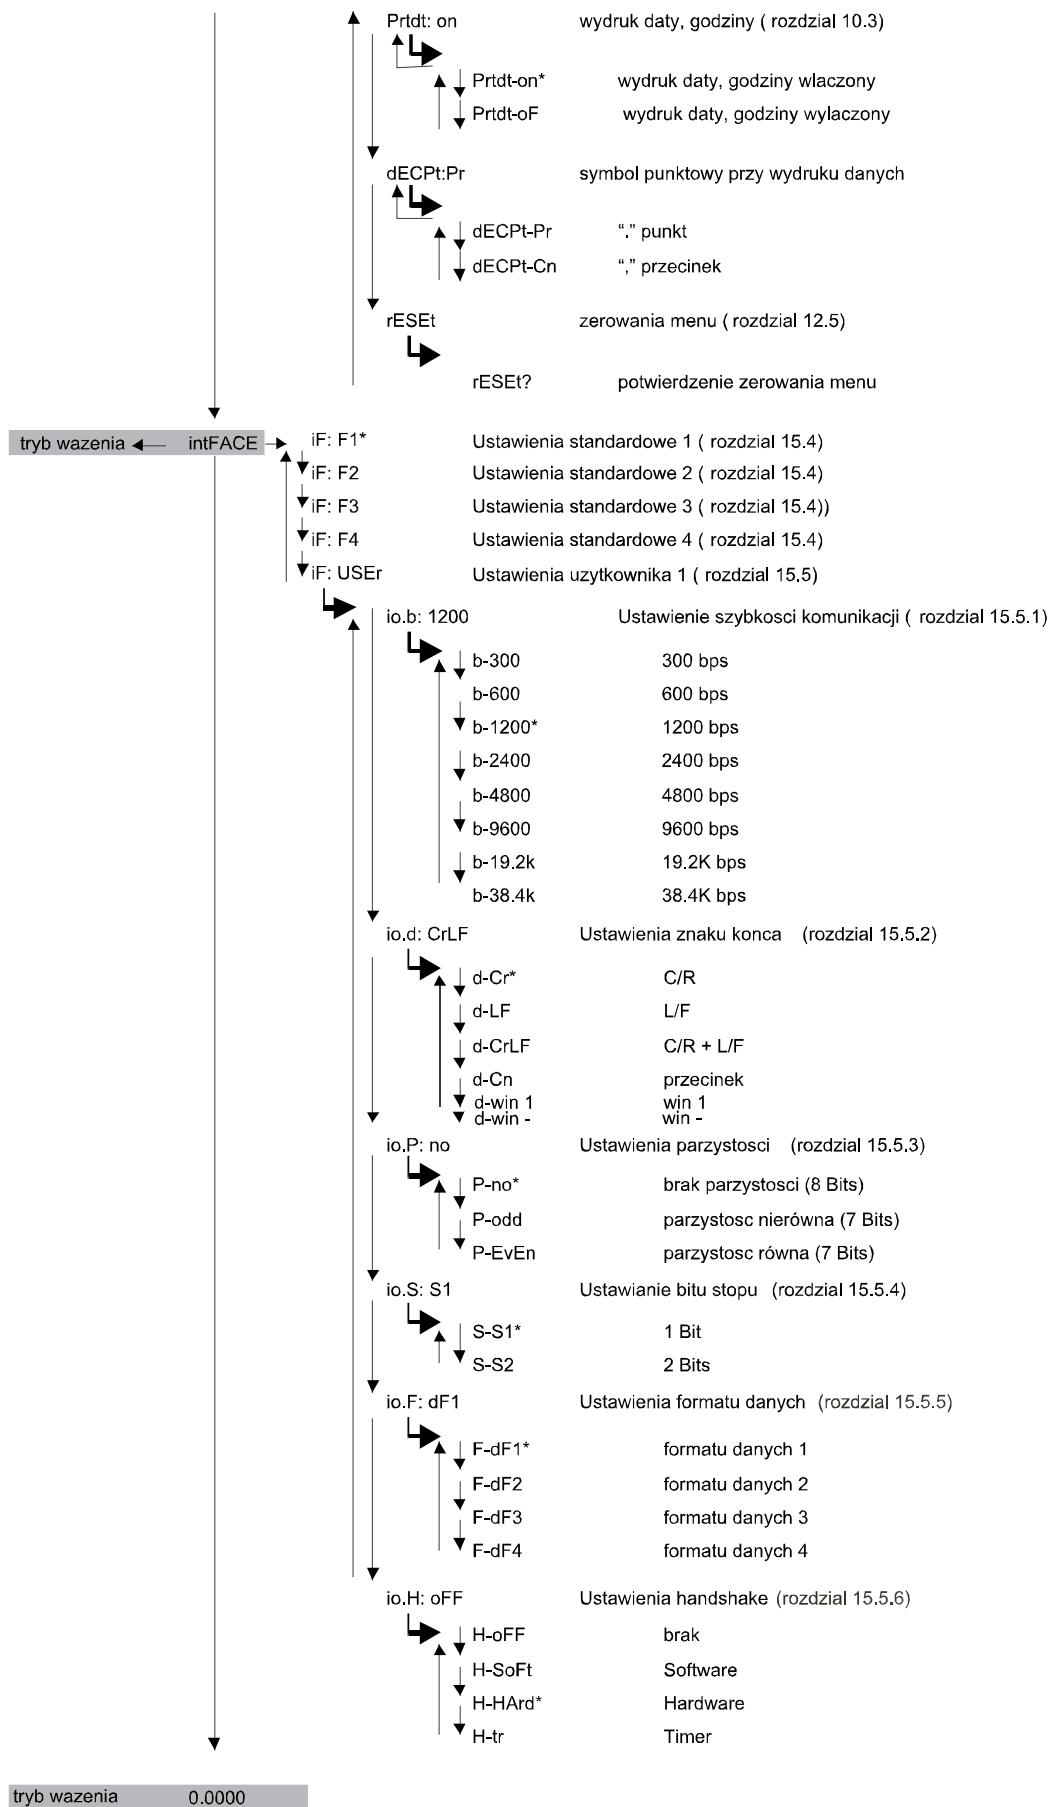 Prtdt: on wydruk daty, godziny ( rozdzial 10.3)
Prtdt-on* wydruk daty, godziny wlaczony
Prtdt-oF wydruk daty, godziny wylaczony
dECPt:Pr symbol punktowy przy wydruku danych
dECPt-Pr “.” punkt
dECPt-Cn “,” przecinek
rESEt zerowania menu ( rozdzial 12.5)
rESEt? potwierdzenie zerowania menu
tryb wazenia intFACE iF: F1* Ustawienia standardowe 1 ( rozdzial 15.4)
iF: F2 Ustawienia standardowe 2 ( rozdzial 15.4)
iF: F3 Ustawienia standardowe 3 ( rozdzial 15.4))
iF: F4 Ustawienia standardowe 4 ( rozdzial 15.4)
iF: USEr Ustawienia uzytkownika 1 ( rozdzial 15.5)
io.b: 1200 Ustawienie szybkosci komunikacji ( rozdzial 15.5.1)
b-300 300 bps
b-600 600 bps
b-1200* 1200 bps
b-2400 2400 bps
b-4800 4800 bps
b-9600 9600 bps
b-19.2k 19.2K bps
b-38.4k 38.4K bps
io.d: CrLF Ustawienia znaku konca (rozdzial 15.5.2)
d-Cr* C/R
d-LF L/F
d-CrLF C/R + L/F
d-Cn przecinek
d-win 1 win 1
d-win - win -
io.P: no Ustawienia parzystosci (rozdzial 15.5.3)
P-no* brak parzystosci (8 Bits)
P-odd parzystosc nierówna (7 Bits)
P-EvEn parzystosc równa (7 Bits)
io.S: S1 Ustawianie bitu stopu (rozdzial 15.5.4)
S-S1* 1 Bit
S-S2 2 Bits
io.F: dF1 Ustawienia formatu danych (rozdzial 15.5.5)
F-dF1* formatu danych 1
F-dF2 formatu danych 2
F-dF3 formatu danych 3
F-dF4 formatu danych 4
io.H: oFF Ustawienia handshake (rozdzial 15.5.6)
H-oFF brak
H-SoFt Software
H-HArd* Hardware
H-tr Timer
tryb wazenia 0.0000